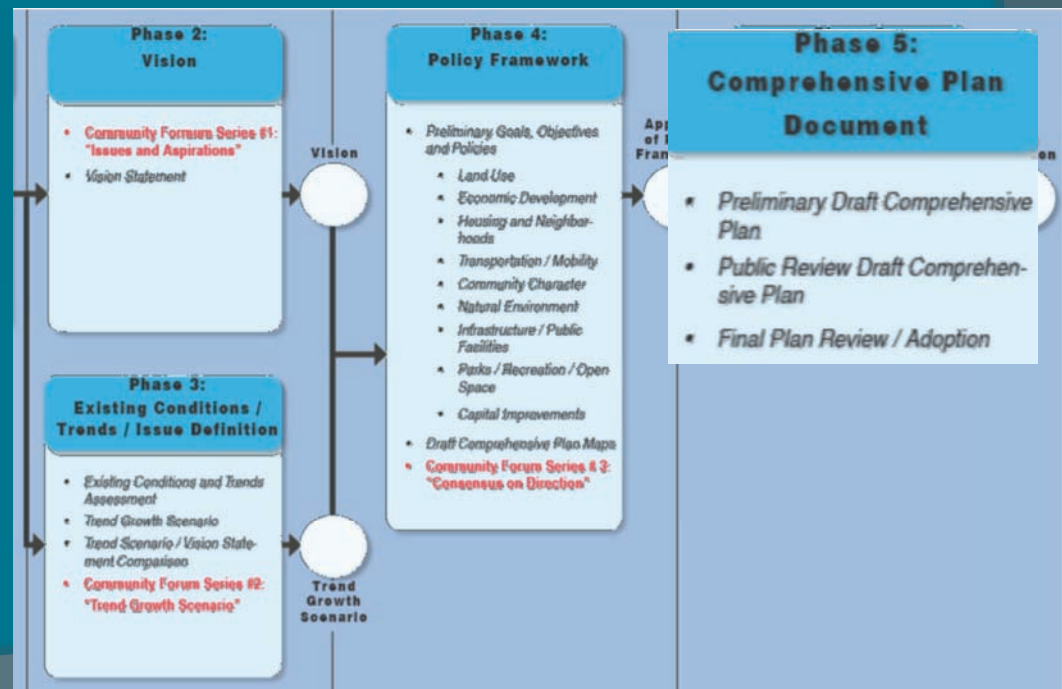 Phase 2:
Vision
• Community Formum Series #1:
"Issues and Aspirations"
• Vision Statement
Vision
Phase 3:
Existing Conditions /
Trends / Issue Definition
• Existing Conditions and Trends
Assessment
• Trend Growth Scenario
• Trend Scenario / Vision State-
ment Comparison
• Community Forum Series #2:
"Trend Growth Scenario"
Trend
Growth
Scenario
Phase 4:
Policy Framework
• Preliminary Goals, Objectives
and Policies
• Land Use
• Economic Development
• Housing and Neighbor-
hoods
• Transportation / Mobility
• Community Character
• Natural Environment
• Infrastructure / Public
Facilities
• Parks / Recreation / Open
Space
• Capital Improvements
• Draft Comprehensive Plan Maps
• Community Forum Series # 3:
"Consensus on Direction"
of
Phase 5:
Comprehensive Plan
Document
• Preliminary Draft Comprehensive
Plan
• Public Review Draft Comprehen-
sive Plan
• Final Plan Review / Adoption